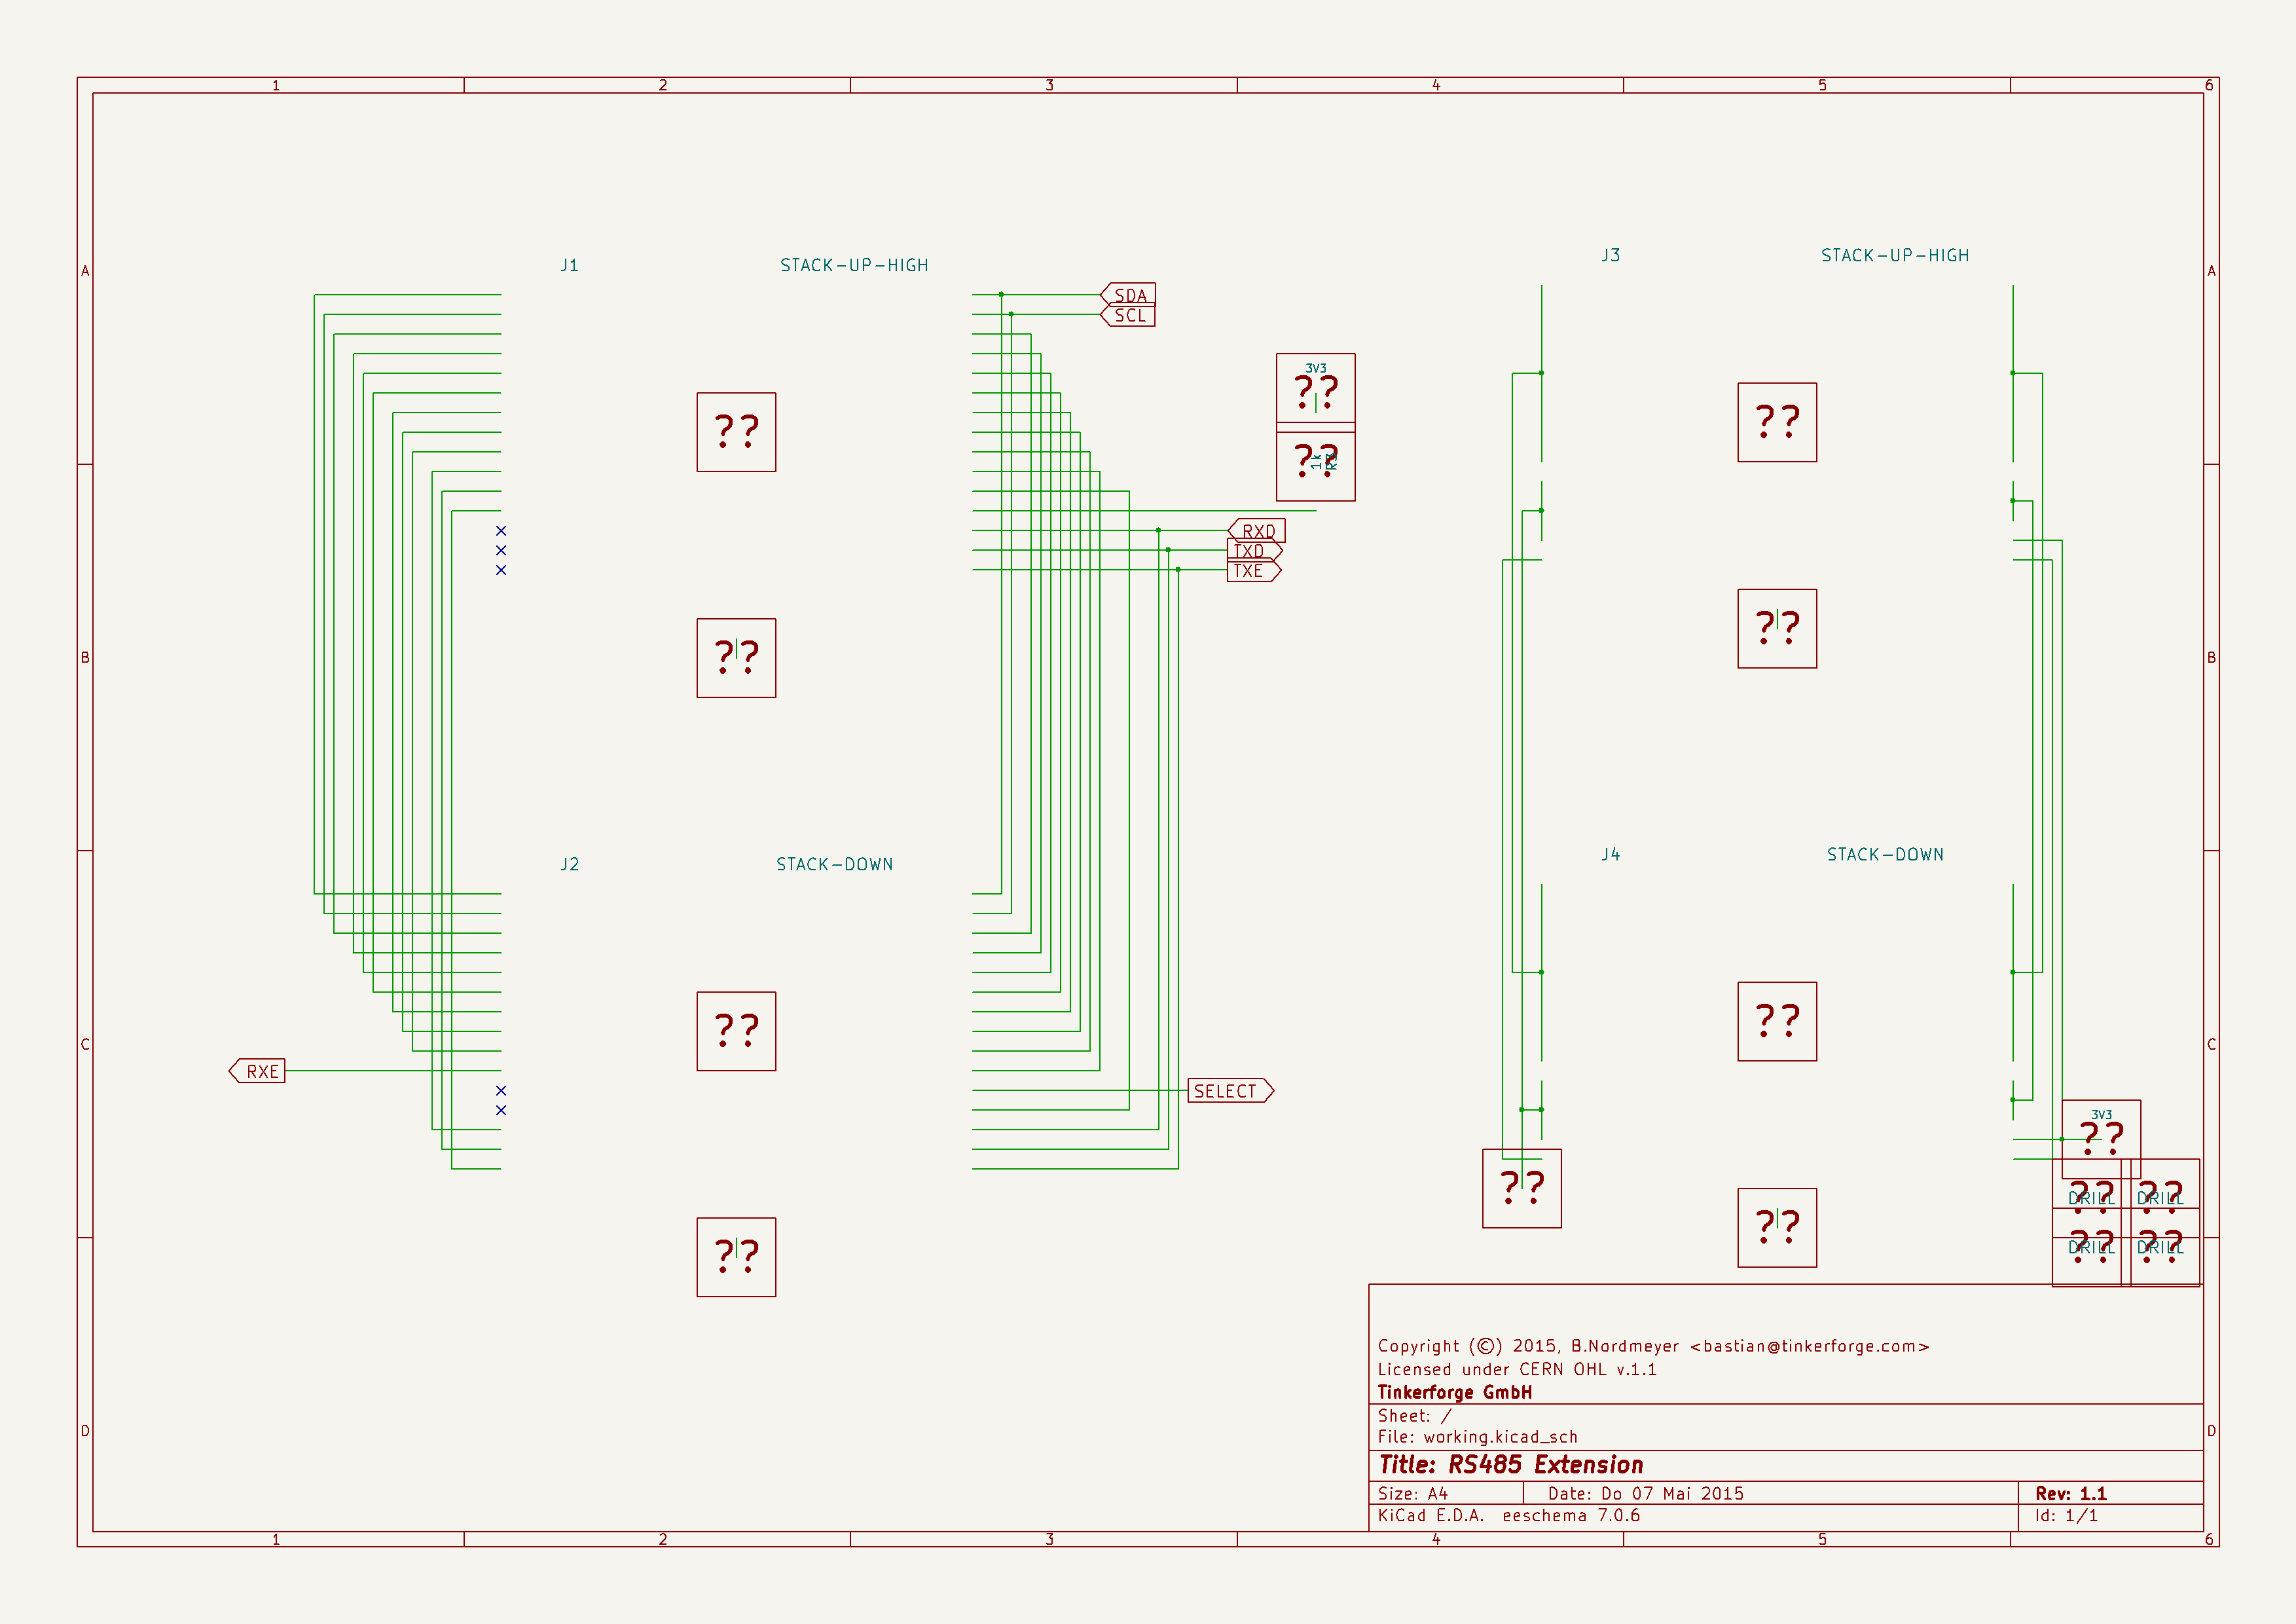 1 2 3 4 5 6
A A
J1 STACK-UP-HIGH J3 STACK-UP-HIGH
SDA
SCL
3V3
??
??
??
??
1k
R3
RXD
TXD
TXE
??
??
B B
J2 STACK-DOWN J4 STACK-DOWN
??
??
C C
RXE
SELECT
3V3
??
??
?? ??
DRILL DRILL
??
??
?? ??
DRILL DRILL
Copyright (©) 2015, B.Nordmeyer <bastian@tinkerforge.com>
Licensed under CERN OHL v.1.1
Tinkerforge GmbH
Sheet: /
File: working.kicad_sch
D D
Title: RS485 Extension
Size: A4 Date: Do 07 Mai 2015 Rev: 1.1
KiCad E.D.A. eeschema 7.0.6 Id: 1/1
1 2 3 4 5 6